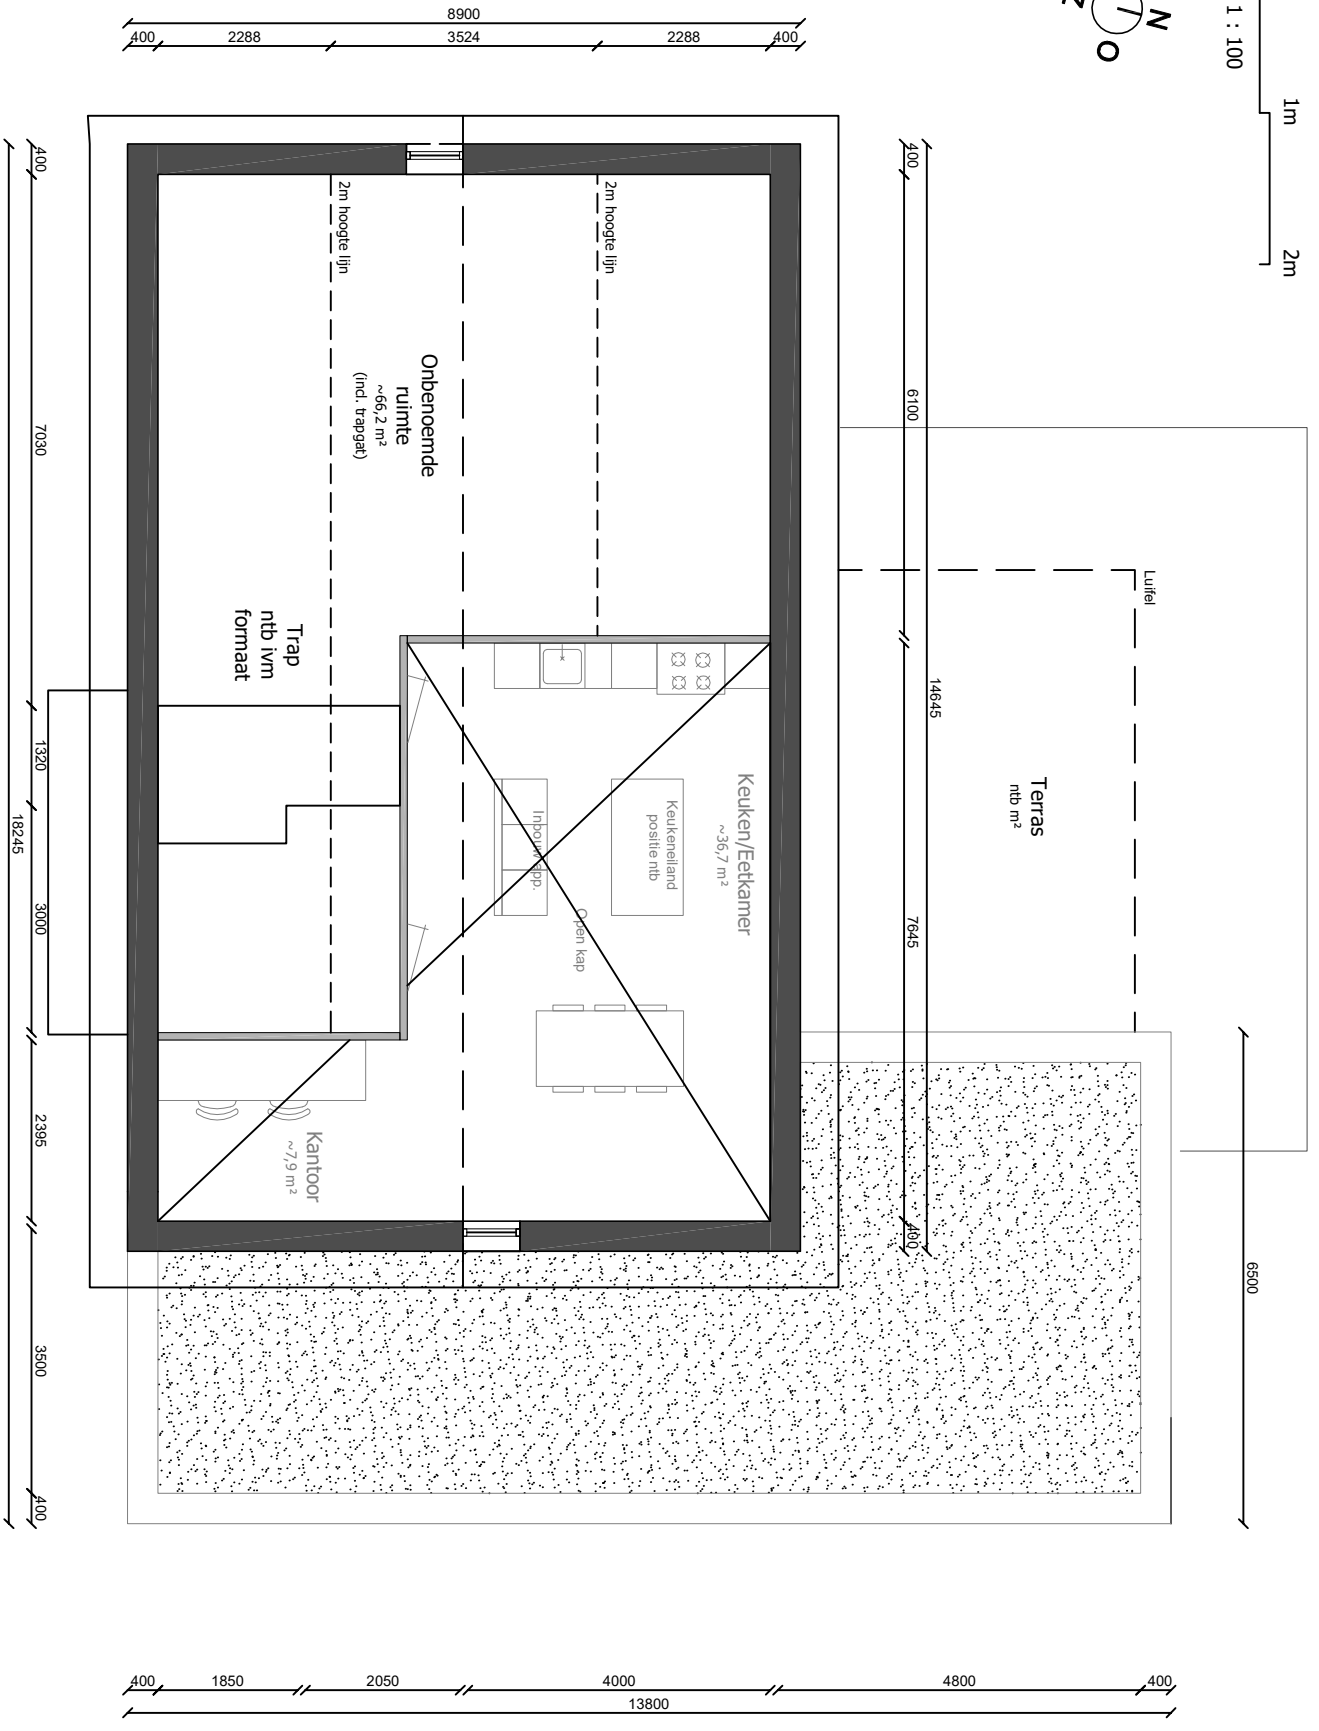 8900
400
2288
3524
2288
400
1 : 100
1m
2m
N
O
Z
400
7030
1320
3000
2395
3500
400
18245
400
6100
7645
400
14645
6500
2m hoogte lijn
2m hoogte lijn
Onbenoemde
ruimte
~66,2 m²
(incl. trapgat)
Trap
ntb ivm
formaat
Keuken/Eetkamer
~36,7 m²
Keukeneiland
positie ntb
Inbouw app.
Open kap
Kantoor
~7,9 m²
Luifel
Terras
ntb m²
400
1850
2050
4000
4800
400
13800